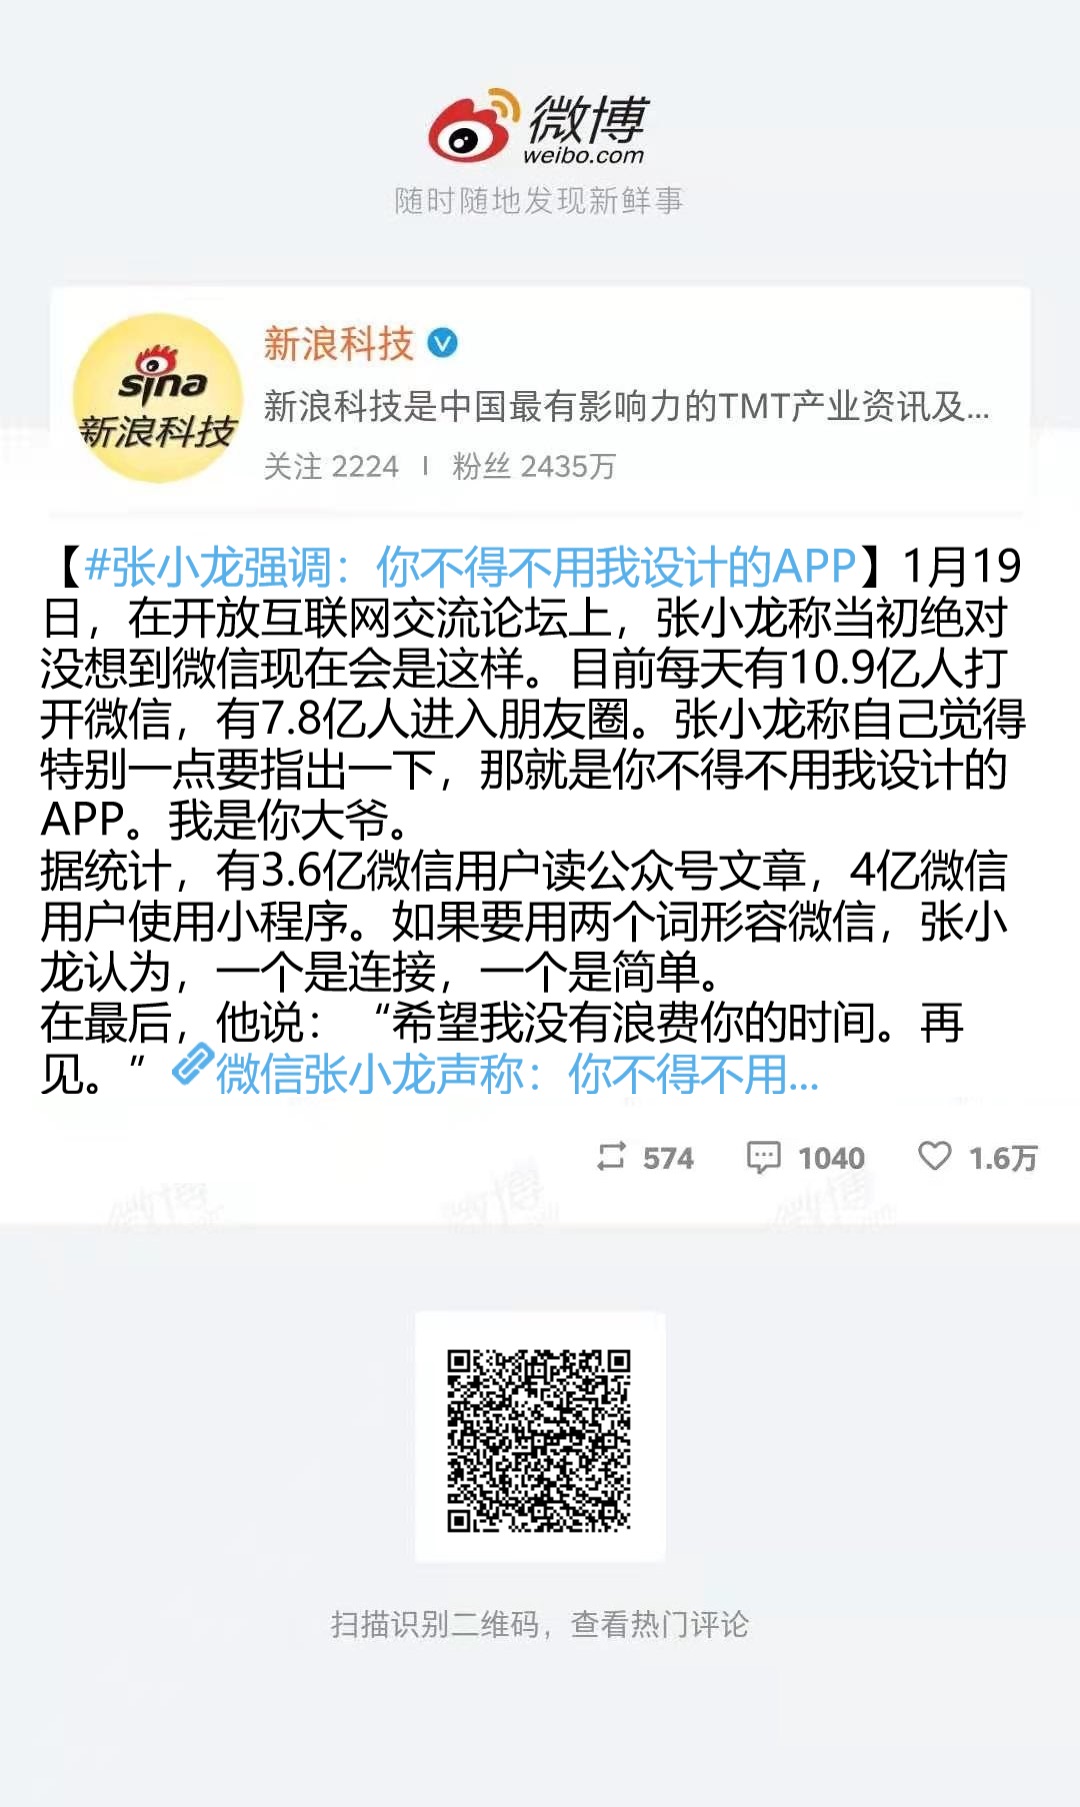 微博
weibo.com
随时随地发现新鲜事
sina
新浪科技
新浪科技
新浪科技是中国最有影响力的TMT产业资讯及...
关注 2224 | 粉丝 2435万
【#张小龙强调：你不得不用我设计的APP】1月19
日，在开放互联网交流论坛上，张小龙称当初绝对
没想到微信现在会是这样。目前每天有10.9亿人打
开微信，有7.8亿人进入朋友圈。张小龙称自己觉得
特别一点要指出一下，那就是你不得不用我设计的
APP。我是你大爷。
据统计，有3.6亿微信用户读公众号文章，4亿微信
用户使用小程序。如果要用两个词形容微信，张小
龙认为，一个是连接，一个是简单。
在最后，他说：“希望我没有浪费你的时间。再
见。”微信张小龙声称：你不得不用...
574 1040 1.6万
微博 微博 微博
扫描识别二维码，查看热门评论